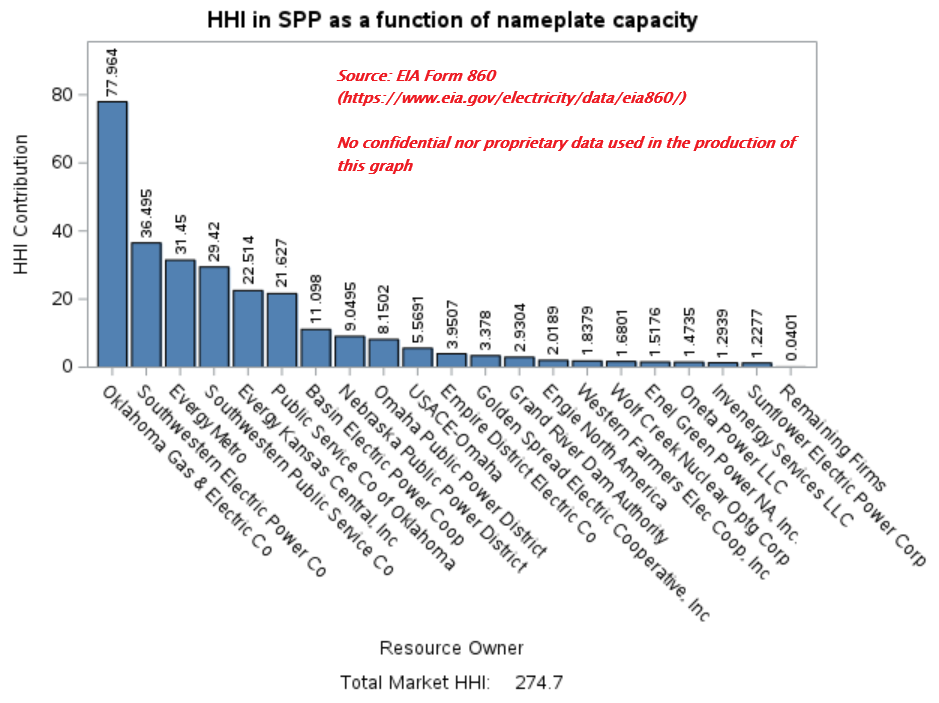 HHI in SPP as a function of nameplate capacity
Source: EIA Form 860
(https://www.eia.gov/electricity/data/eia860/)
No confidential nor proprietary data used in the production of
this graph
HHI Contribution
80
60
40
20
0
77.964
36.495
31.45
29.42
22.514
21.627
11.098
9.0495
8.1502
5.5691
3.9507
3.378
2.9304
2.0189
1.8379
1.6801
1.5176
1.4735
1.2939
1.2277
0.0401
Oklahoma Gas & Electric Co
Southwestern Electric Power Co
Evergy Metro
Southwestern Public Service Co
Evergy Kansas Central, Inc
Public Service Co of Oklahoma
Basin Electric Power Coop
Nebraska Public Power District
Omaha Public Power District
USACE-Omaha
Empire District Electric Co
Golden Spread Electric Cooperative, Inc
Grand River Dam Authority
Engie North America
Western Farmers Elec Coop, Inc
Wolf Creek Nuclear Optg Corp
Enel Green Power NA, Inc.
Oneta Power LLC
Invenergy Services LLC
Sunflower Electric Power Corp
Remaining Firms
Resource Owner
Total Market HHI: 274.7